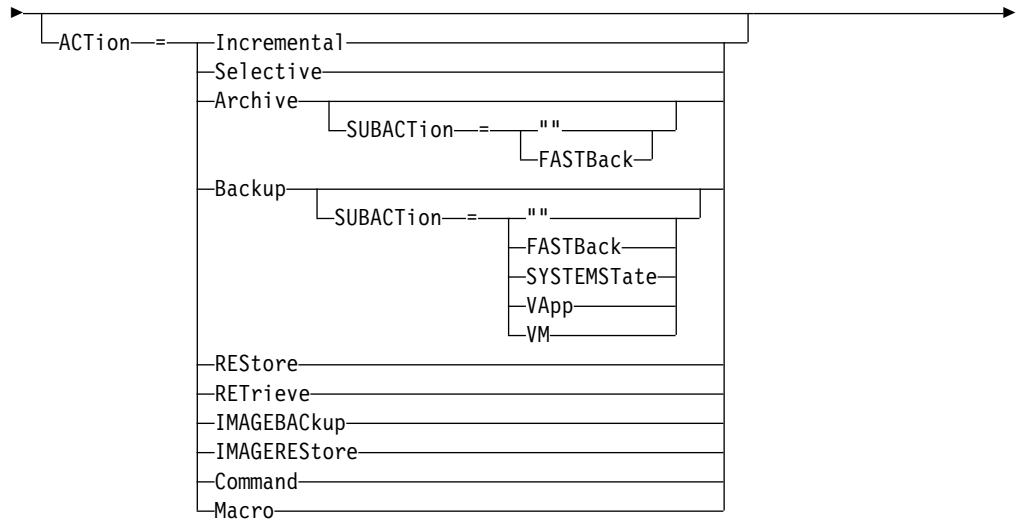 ACTion = Incremental
Selective
Archive
SUBACTion = ""
FASTBack
Backup
SUBACTion = ""
FASTBack
SYSTEMSTate
VApp
VM
REStore
RETrieve
IMAGEBACkup
IMAGEREStore
Command
Macro